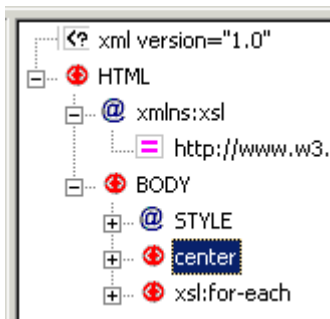 <? xml version="1.0"
HTML
@ xmlns:xsl
= http://www.w3.
BODY
@ STYLE
center
xsl:for-each